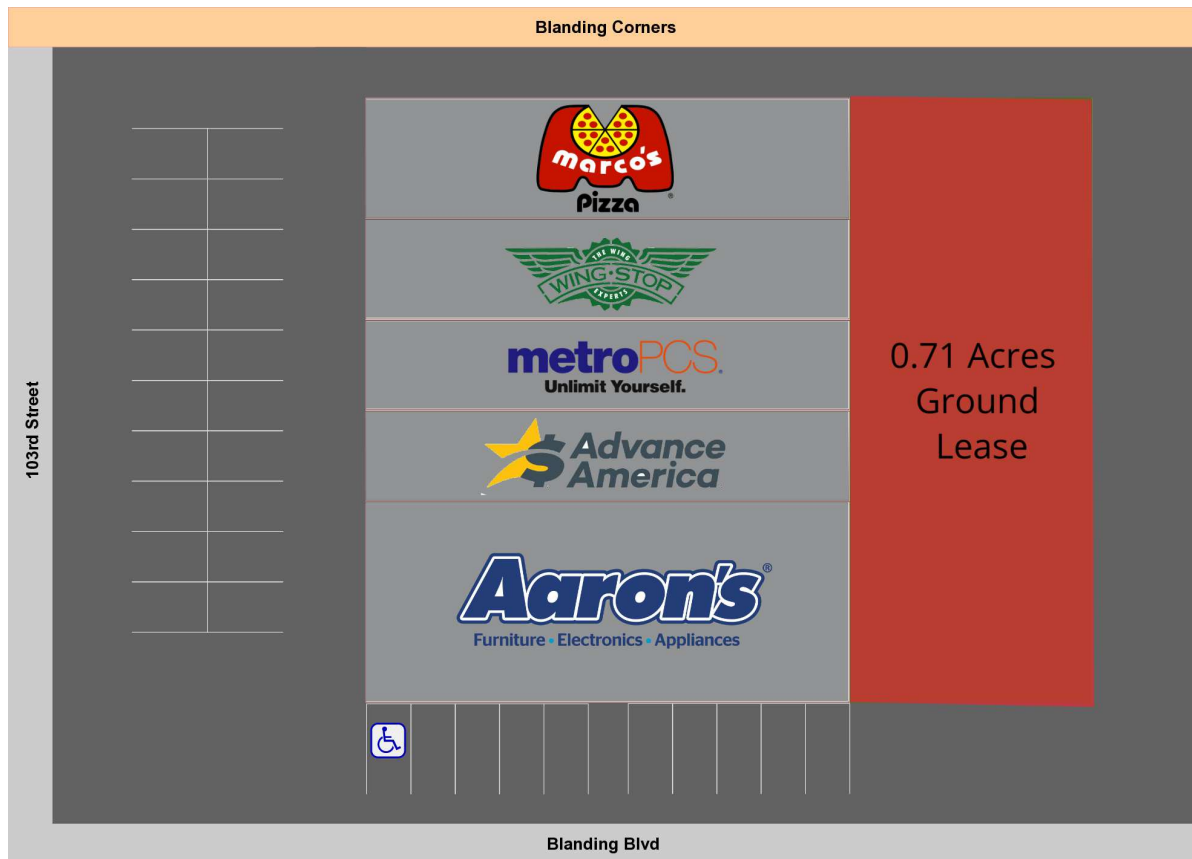 Blanding Corners
marco's
Pizza
®
THE WING
WING·STOP
EXPERTS
metroPCS.
Unlimit Yourself.
Advance
America
Aaron's®
Furniture • Electronics • Appliances
0.71 Acres
Ground
Lease
103rd Street
Blanding Blvd